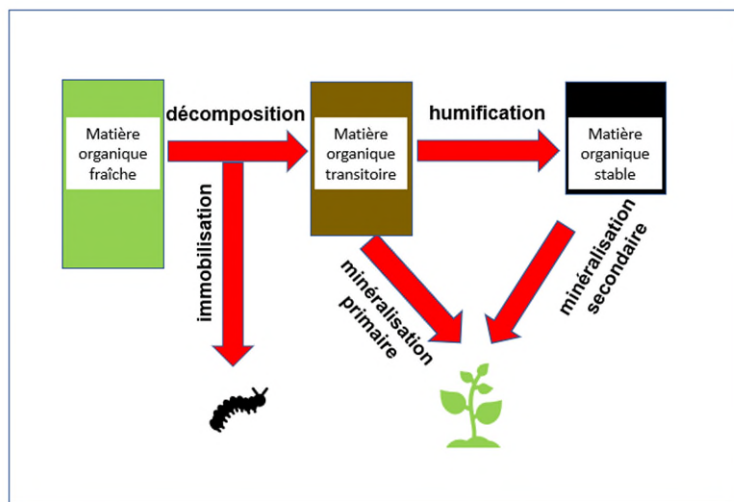 décomposition
humification
Matière
organique
fraîche
Matière
organique
transitoire
Matière
organique
stable
immobilisation
minéralisation
primaire
minéralisation
secondaire